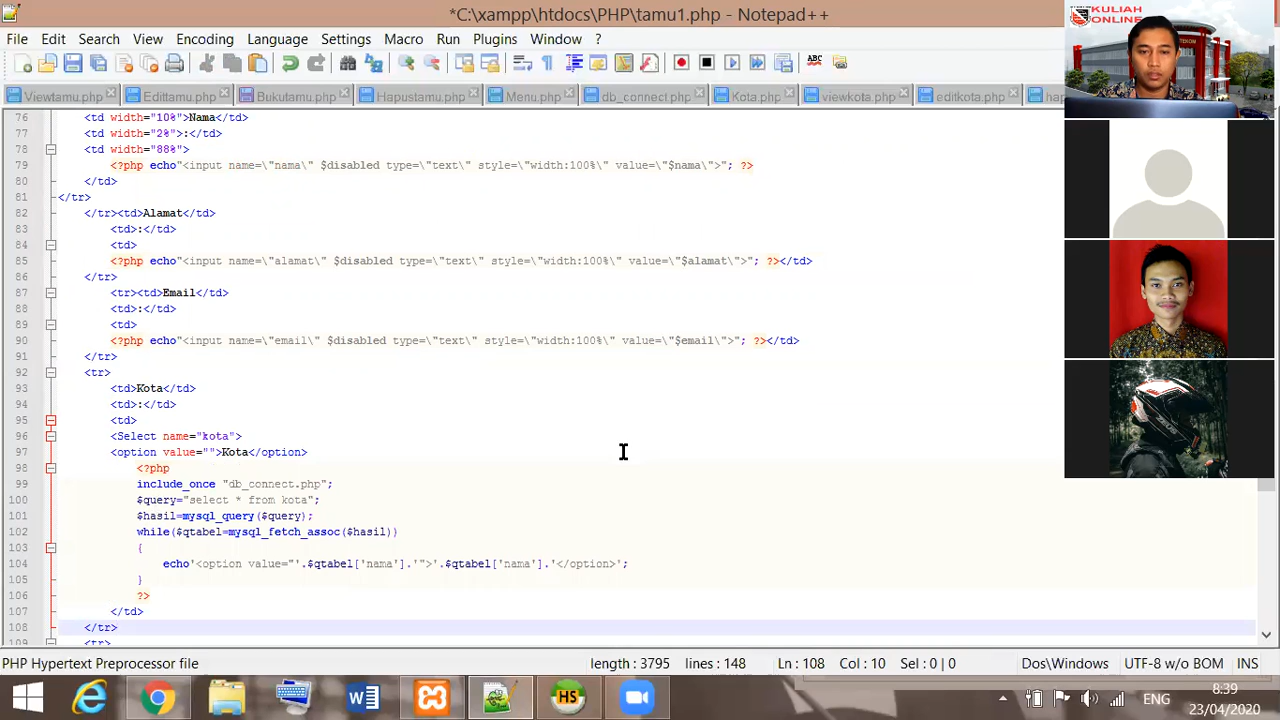 *C:\xampp\htdocs\PHP\tamu1.php - Notepad++
File Edit Search View Encoding Language Settings Macro Run Plugins Window ?
Viewtamu.php Edittamu.php Bukutamu.php Hapustamu.php Menu.php db_connect.php Kota.php viewkota.php editkota.php hap
76 <td width="10%">Nama</td>
77 <td width="2%">:</td>
78 <td width="88%">
79 <?php echo"<input name=\"nama\" $disabled type=\"text\" style=\"width:100%\" value=\"$nama\">"; ?>
80 </td>
81 </tr>
82 </tr><td>Alamat</td>
83 <td>:</td>
84 <td>
85 <?php echo"<input name=\"alamat\" $disabled type=\"text\" style=\"width:100%\" value=\"$alamat\">"; ?></td>
86 </tr>
87 <tr><td>Email</td>
88 <td>:</td>
89 <td>
90 <?php echo"<input name=\"email\" $disabled type=\"text\" style=\"width:100%\" value=\"$email\">"; ?></td>
91 </tr>
92 <tr>
93 <td>Kota</td>
94 <td>:</td>
95 <td>
96 <Select name="kota">
97 <option value="">Kota</option>
98 <?php
99 include_once "db_connect.php";
100 $query="select * from kota";
101 $hasil=mysql_query($query);
102 while($qtabel=mysql_fetch_assoc($hasil))
103 {
104 echo'<option value="'.$qtabel['nama'].'">'.$qtabel['nama'].'</option>';
105 }
106 ?>
107 </td>
108 </tr>
109 <tr>
PHP Hypertext Preprocessor file length : 3795 lines : 148 Ln : 108 Col : 10 Sel : 0 | 0 Dos\Windows UTF-8 w/o BOM INS
ENG
8:39
23/04/2020
KULIAH
ONLINE
ABC
HS